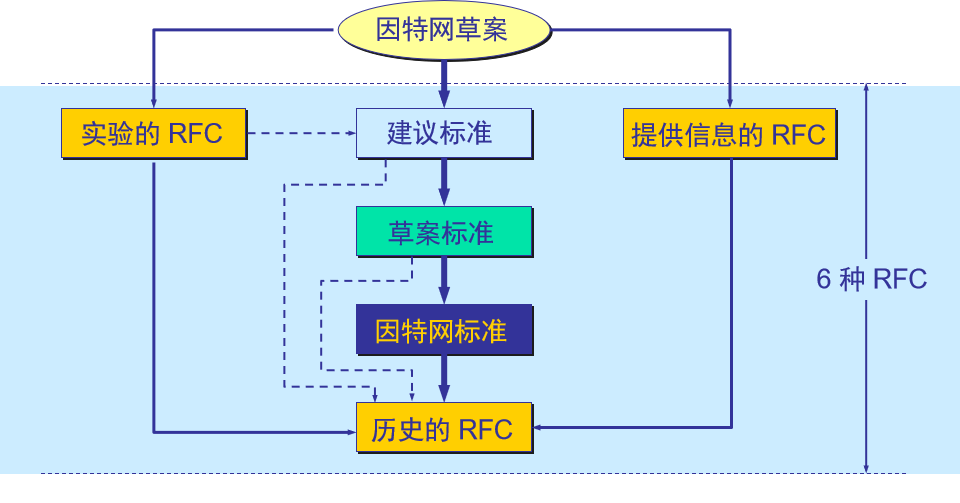 因特网草案
实验的 RFC
建议标准
提供信息的 RFC
草案标准
6 种 RFC
因特网标准
历史的 RFC